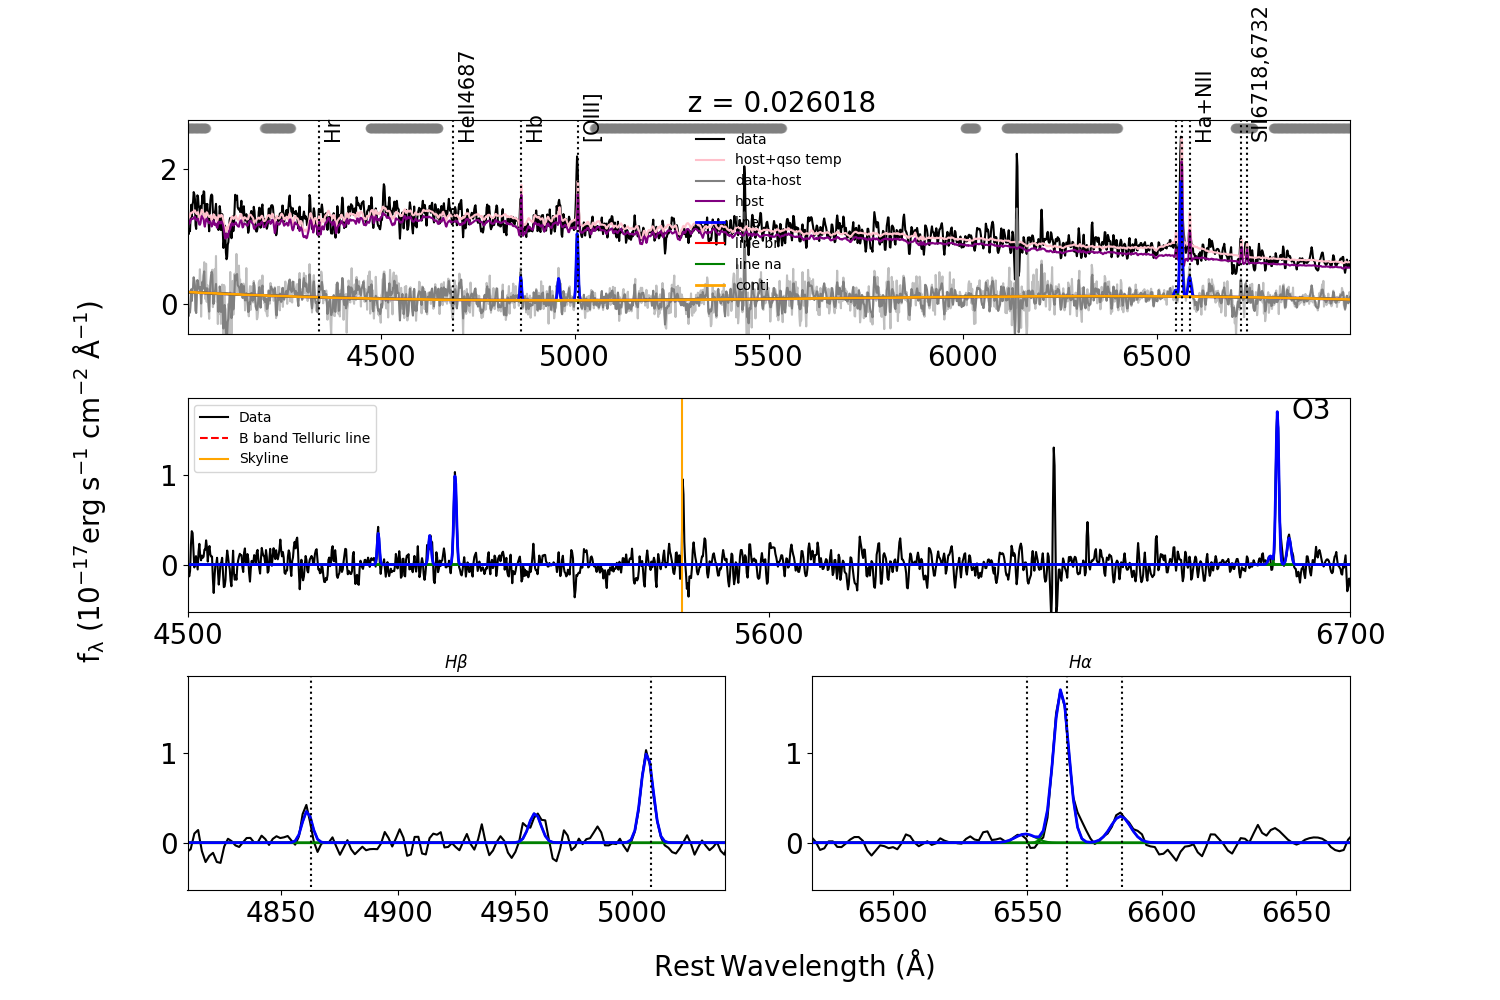 z = 0.026018
Hr
HeII4687
Hb
[OIII]
Ha+NII
SII6718,6732
data
host+qso temp
data-host
host
line
line br
line na
conti
2
0
4500 5000 5500 6000 6500
fλ (10⁻¹⁷erg s⁻¹ cm⁻² Å⁻¹)
Data
B band Telluric line
Skyline
O3
1
0
4500 5600 6700
Hβ
1
0
4850 4900 4950 5000
Hα
1
0
6500 6550 6600 6650
Rest Wavelength (Å)